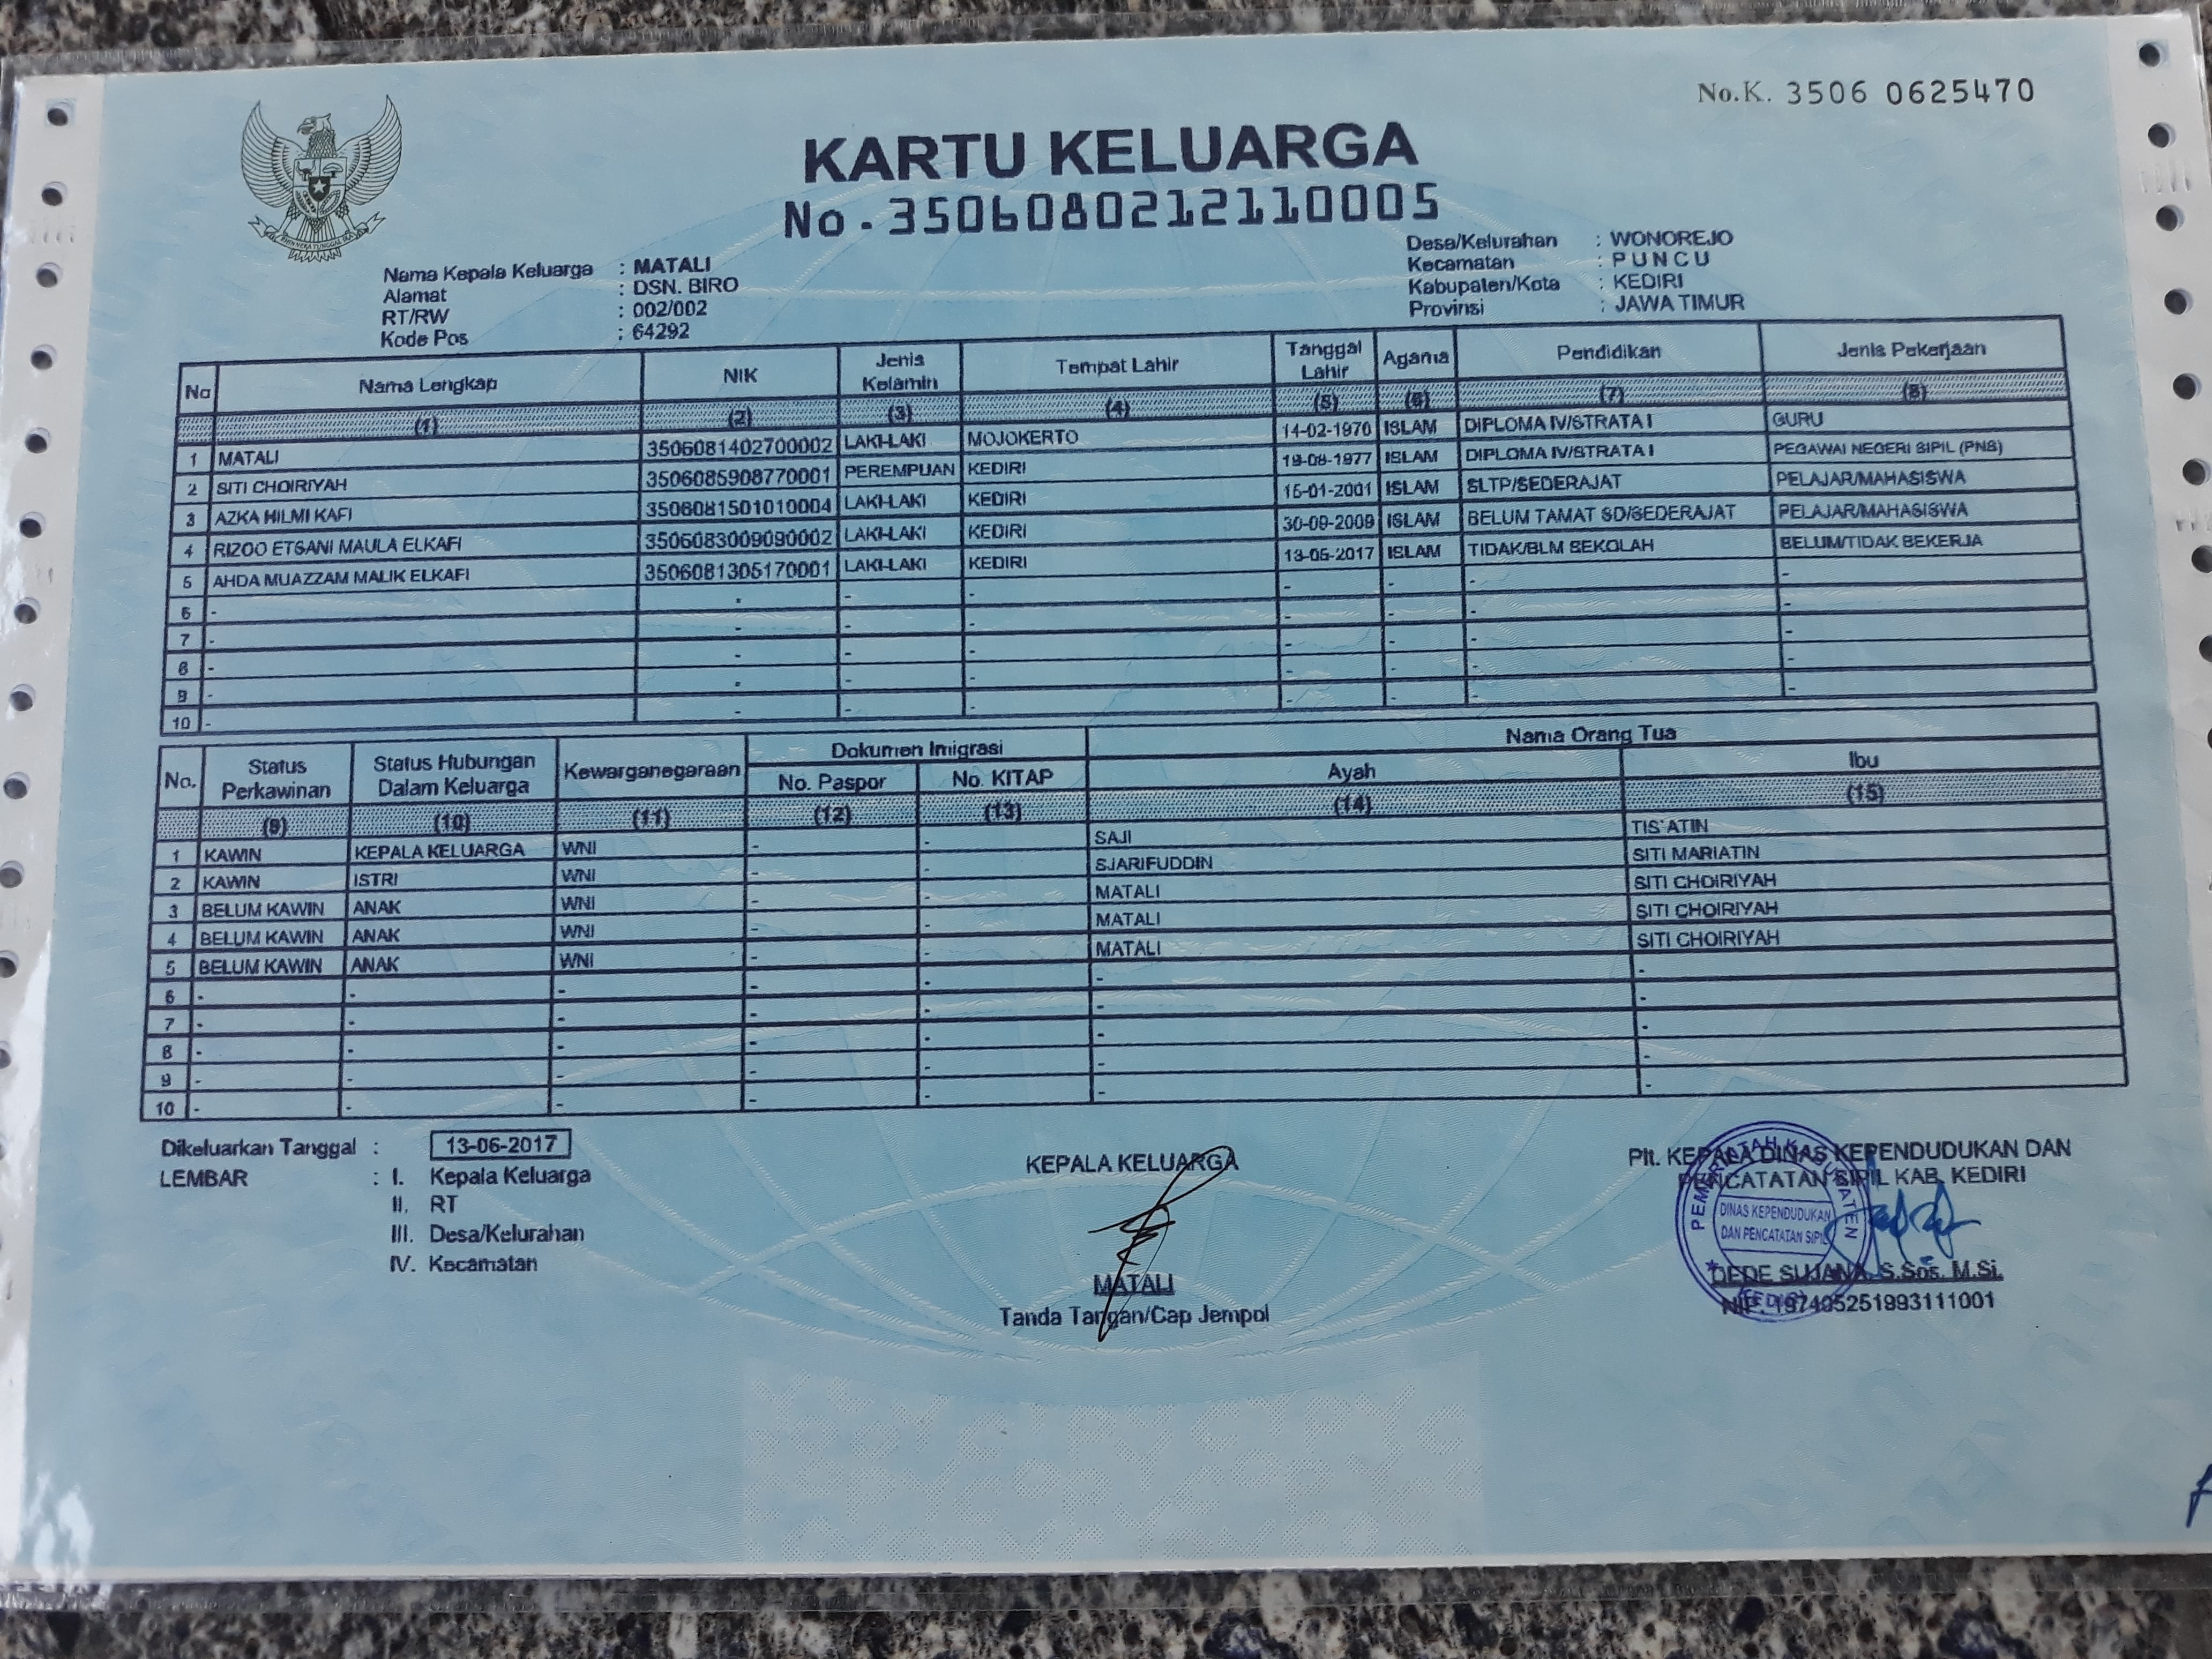 No.K. 3506 0625470
KARTU KELUARGA
No.3506080212110005
Nama Kepala Keluarga : MATALI
Alamat : DSN. BIRO
RT/RW : 002/002
Kode Pos : 64292
Desa/Kelurahan : WONOREJO
Kecamatan : P U N C U
Kabupaten/Kota : KEDIRI
Provinsi : JAWA TIMUR
No Nama Lengkap NIK Jenis Kelamin Tempat Lahir Tanggal Lahir Agama Pendidikan Jenis Pekerjaan
(1) (2) (3) (4) (5) (6) (7) (8)
1 MATALI 3506081402700002 LAKI-LAKI MOJOKERTO 14-02-1970 ISLAM DIPLOMA IV/STRATA I GURU
2 SITI CHOIRIYAH 3506085908770001 PEREMPUAN KEDIRI 19-08-1977 ISLAM DIPLOMA IV/STRATA I PEGAWAI NEGERI SIPIL (PNS)
3 AZKA HILMI KAFI 3506081501010004 LAKI-LAKI KEDIRI 15-01-2001 ISLAM SLTP/SEDERAJAT PELAJAR/MAHASISWA
4 RIZOO ETSANI MAULA ELKAFI 3506083009090002 LAKI-LAKI KEDIRI 30-09-2009 ISLAM BELUM TAMAT SD/SEDERAJAT PELAJAR/MAHASISWA
5 AHDA MUAZZAM MALIK ELKAFI 3506081305170001 LAKI-LAKI KEDIRI 13-05-2017 ISLAM TIDAK/BLM SEKOLAH BELUM/TIDAK BEKERJA
6 - - - - - - - -
7 - - - - - - - -
8 - - - - - - - -
9 - - - - - - - -
10 - - - - - - - -
No. Status Perkawinan Status Hubungan Dalam Keluarga Kewarganegaraan Dokumen Imigrasi Nama Orang Tua
No. Paspor No. KITAP Ayah Ibu
(9) (10) (11) (12) (13) (14) (15)
1 KAWIN KEPALA KELUARGA WNI - - SAJI TIS'ATIN
2 KAWIN ISTRI WNI - - SJARIFUDDIN SITI MARIATIN
3 BELUM KAWIN ANAK WNI - - MATALI SITI CHOIRIYAH
4 BELUM KAWIN ANAK WNI - - MATALI SITI CHOIRIYAH
5 BELUM KAWIN ANAK WNI - - MATALI SITI CHOIRIYAH
6 - - - - - - -
7 - - - - - - -
8 - - - - - - -
9 - - - - - - -
10 - - - - - - -
Dikeluarkan Tanggal : 13-06-2017
LEMBAR : I. Kepala Keluarga
II. RT
III. Desa/Kelurahan
IV. Kecamatan
KEPALA KELUARGA
MATALI
Tanda Tangan/Cap Jempol
Plt. KEPALA DINAS KEPENDUDUKAN DAN
PENCATATAN SIPIL KAB. KEDIRI
PEMERINTAH KABUPATEN
DINAS KEPENDUDUKAN
DAN PENCATATAN SIPIL
KEDIRI
DEDE SUJANA, S.Sos. M.Si.
NIP. 197405251993111001